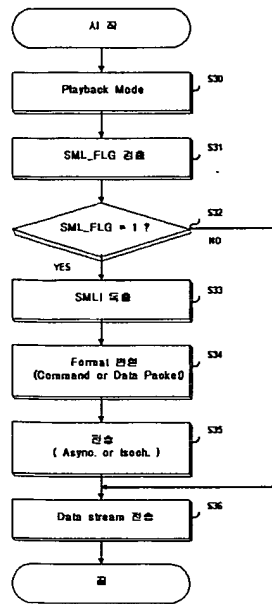 시 작
Playback Mode
S30
SML_FLG 검출
S31
SML_FLG = 1 ?
S32
NO
YES
SMLI 독출
S33
Format 변환
(Command or Data Packet)
S34
전송
( Async. or Isoch. )
S35
Data stream 전송
S36
끝